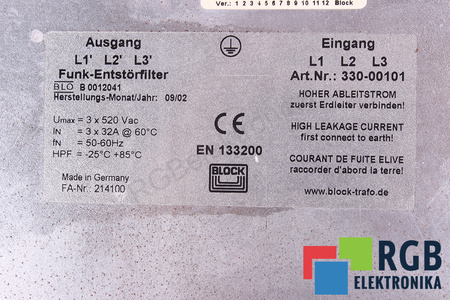 Ver.: 1 2 3 4 5 6 7 8 9 10 11 12 Block
Ausgang
L1' L2' L3'
Funk-Entstörfilter
BLO B 0012041
Herstellungs-Monat/Jahr: 09/02
Umax = 3 x 520 Vac
IN = 3 x 32A @ 60°C
fN = 50-60Hz
HPF = -25°C +85°C
Made in Germany
FA-Nr.: 214100
CE
EN 133200
BLOCK
Eingang
L1 L2 L3
Art.Nr.: 330-00101
HOHER ABLEITSTROM
zuerst Erdleiter verbinden!
HIGH LEAKAGE CURRENT
first connect to earth!
COURANT DE FUITE ELIVE
raccorder d'abord la terre!
www.block-trafo.de
RGB
ELEKTRONIKA